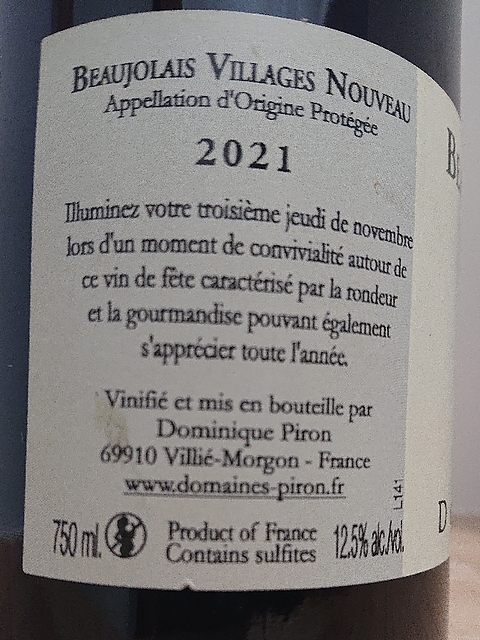 BEAUJOLAIS VILLAGES NOUVEAU
Appellation d'Origine Protégée
2021
Illuminez votre troisième jeudi de novembre
lors d'un moment de convivialité autour de
ce vin de fête caractérisé par la rondeur
et la gourmandise pouvant également
s'apprécier toute l'année.
Vinifié et mis en bouteille par
Dominique Piron
69910 Villié-Morgon - France
www.domaines-piron.fr
L141
750 ml. Product of France 12.5% alc./vol.
Contains sulfites